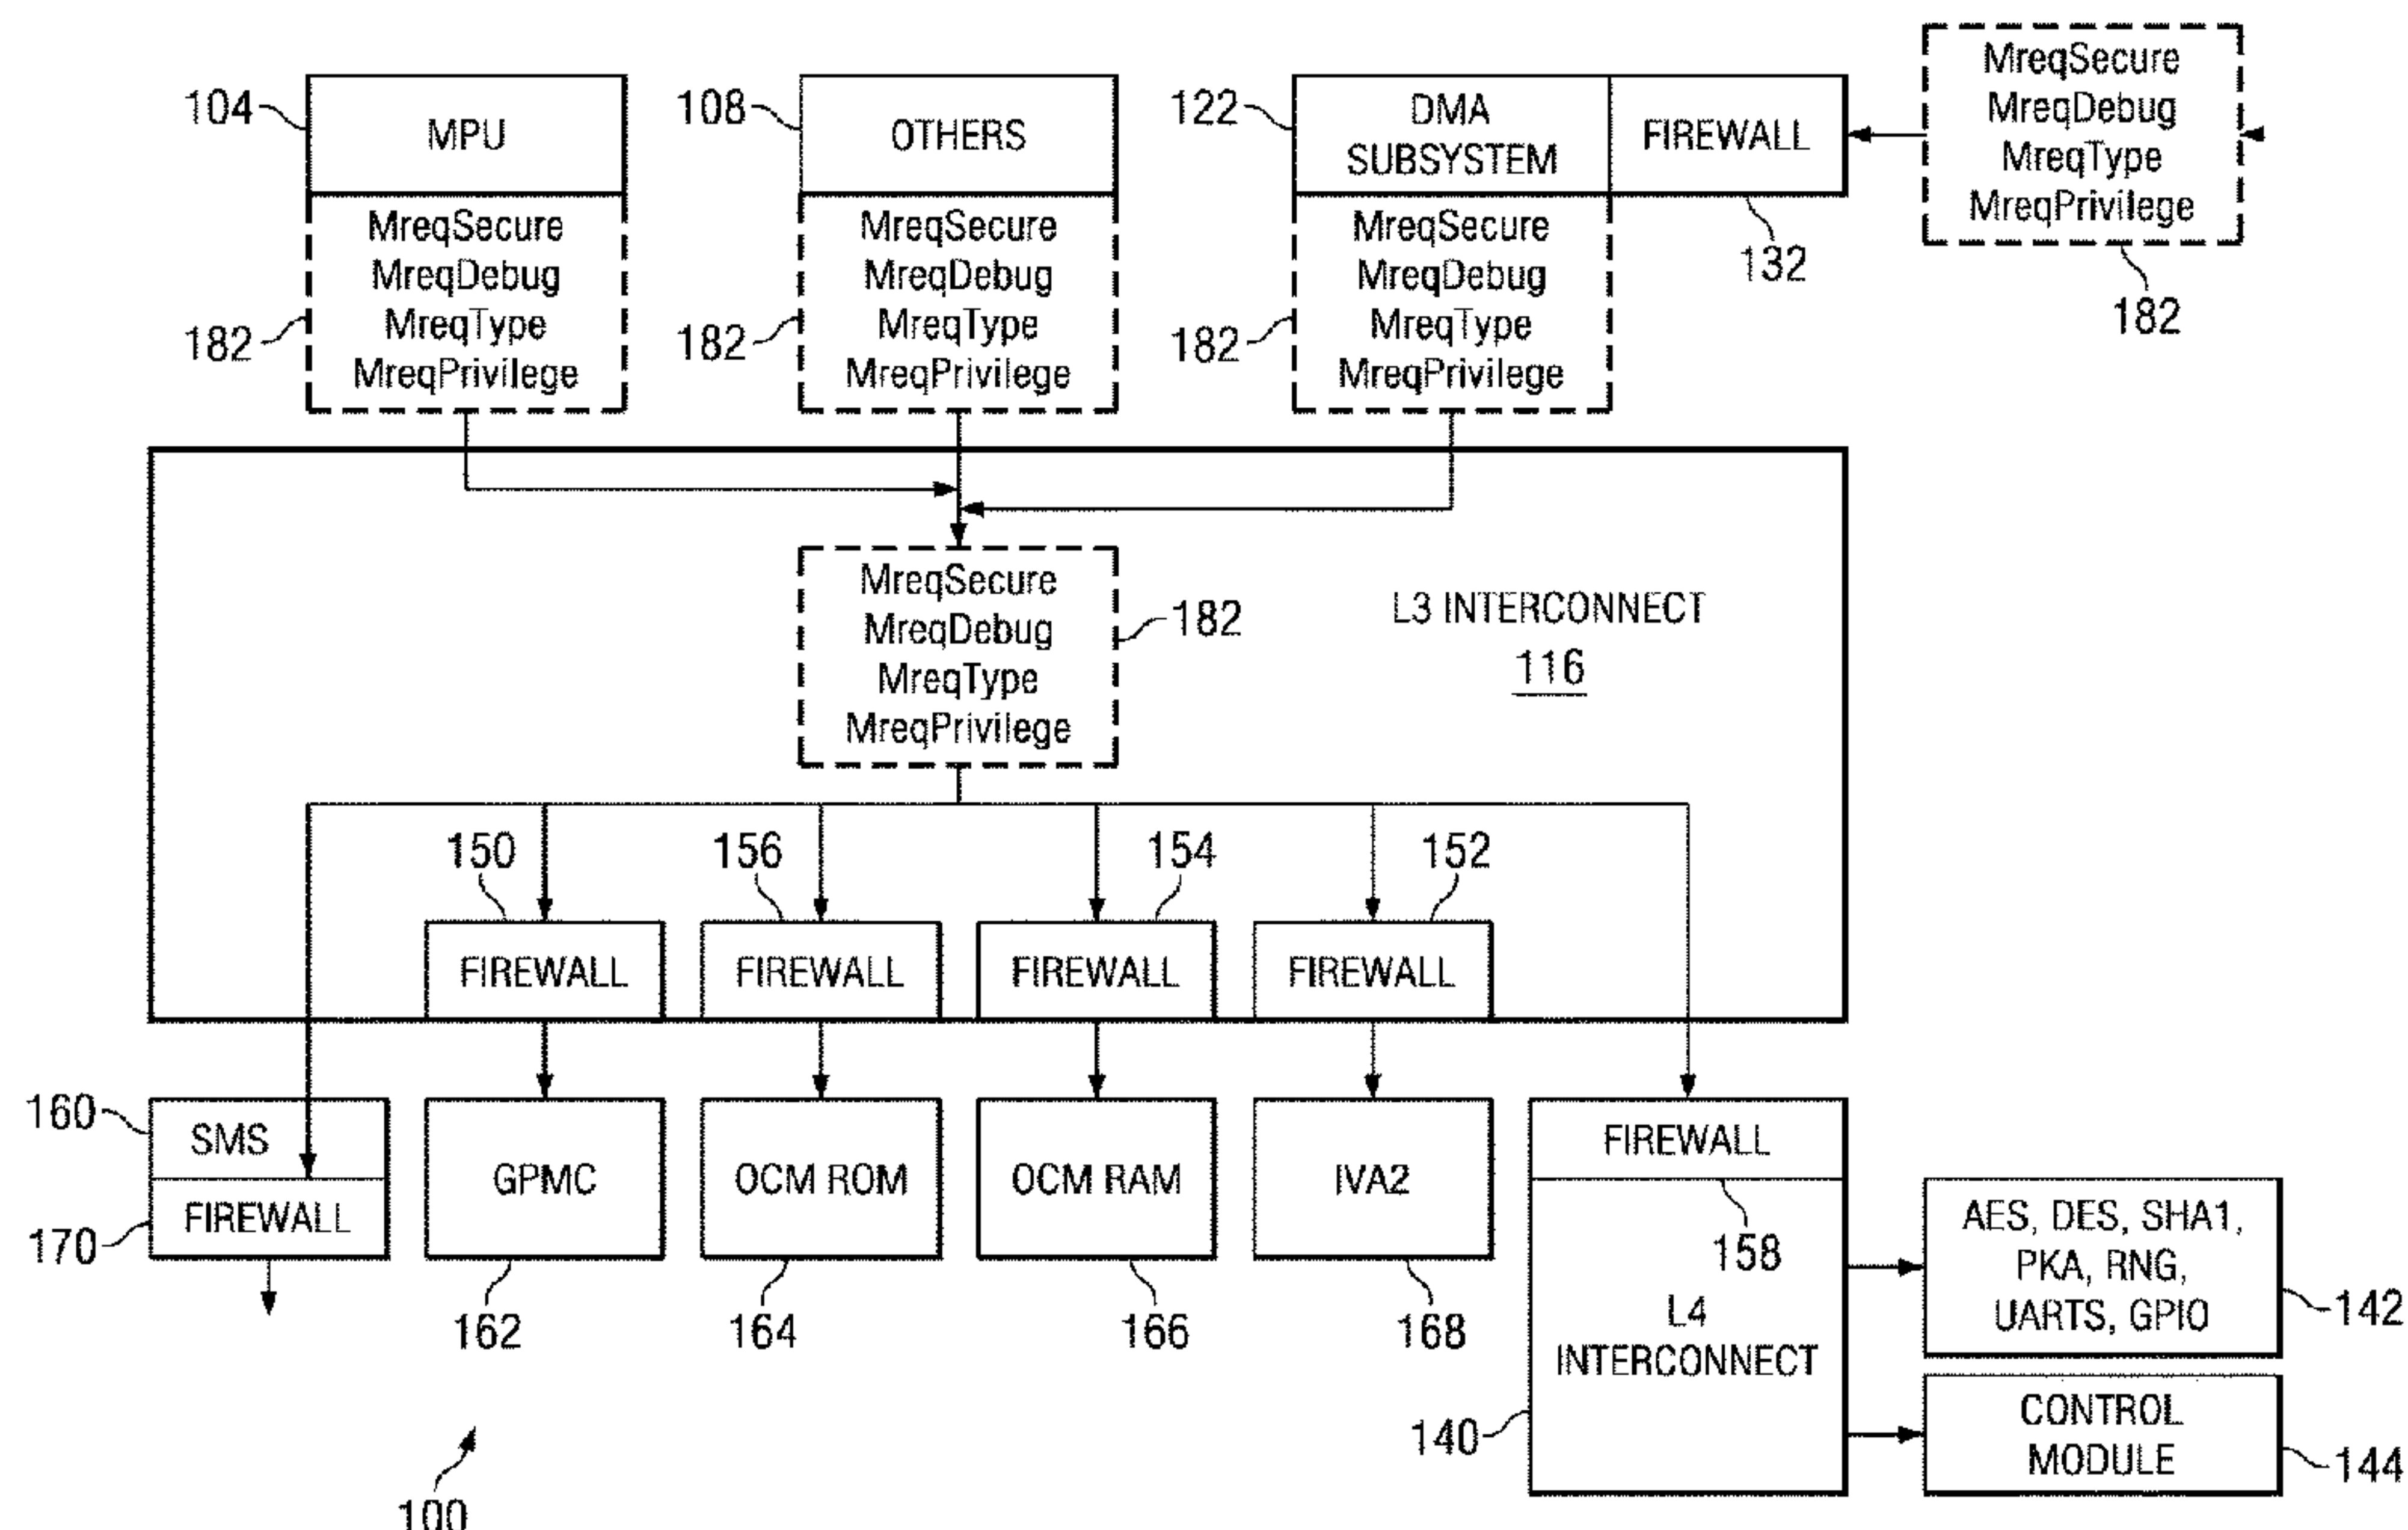 104
MPU
MreqSecure
MreqDebug
MreqType
MreqPrivilege
182
108
OTHERS
MreqSecure
MreqDebug
MreqType
MreqPrivilege
182
122
DMA
SUBSYSTEM
FIREWALL
132
MreqSecure
MreqDebug
MreqType
MreqPrivilege
182
MreqSecure
MreqDebug
MreqType
MreqPrivilege
182
MreqSecure
MreqDebug
MreqType
MreqPrivilege
182
L3 INTERCONNECT
116
150
156
154
152
FIREWALL
FIREWALL
FIREWALL
FIREWALL
160
SMS
FIREWALL
170
GPMC
162
OCM ROM
164
OCM RAM
166
IVA2
168
FIREWALL
158
L4
INTERCONNECT
140
AES, DES, SHA1,
PKA, RNG,
UARTS, GPIO
142
CONTROL
MODULE
144
100